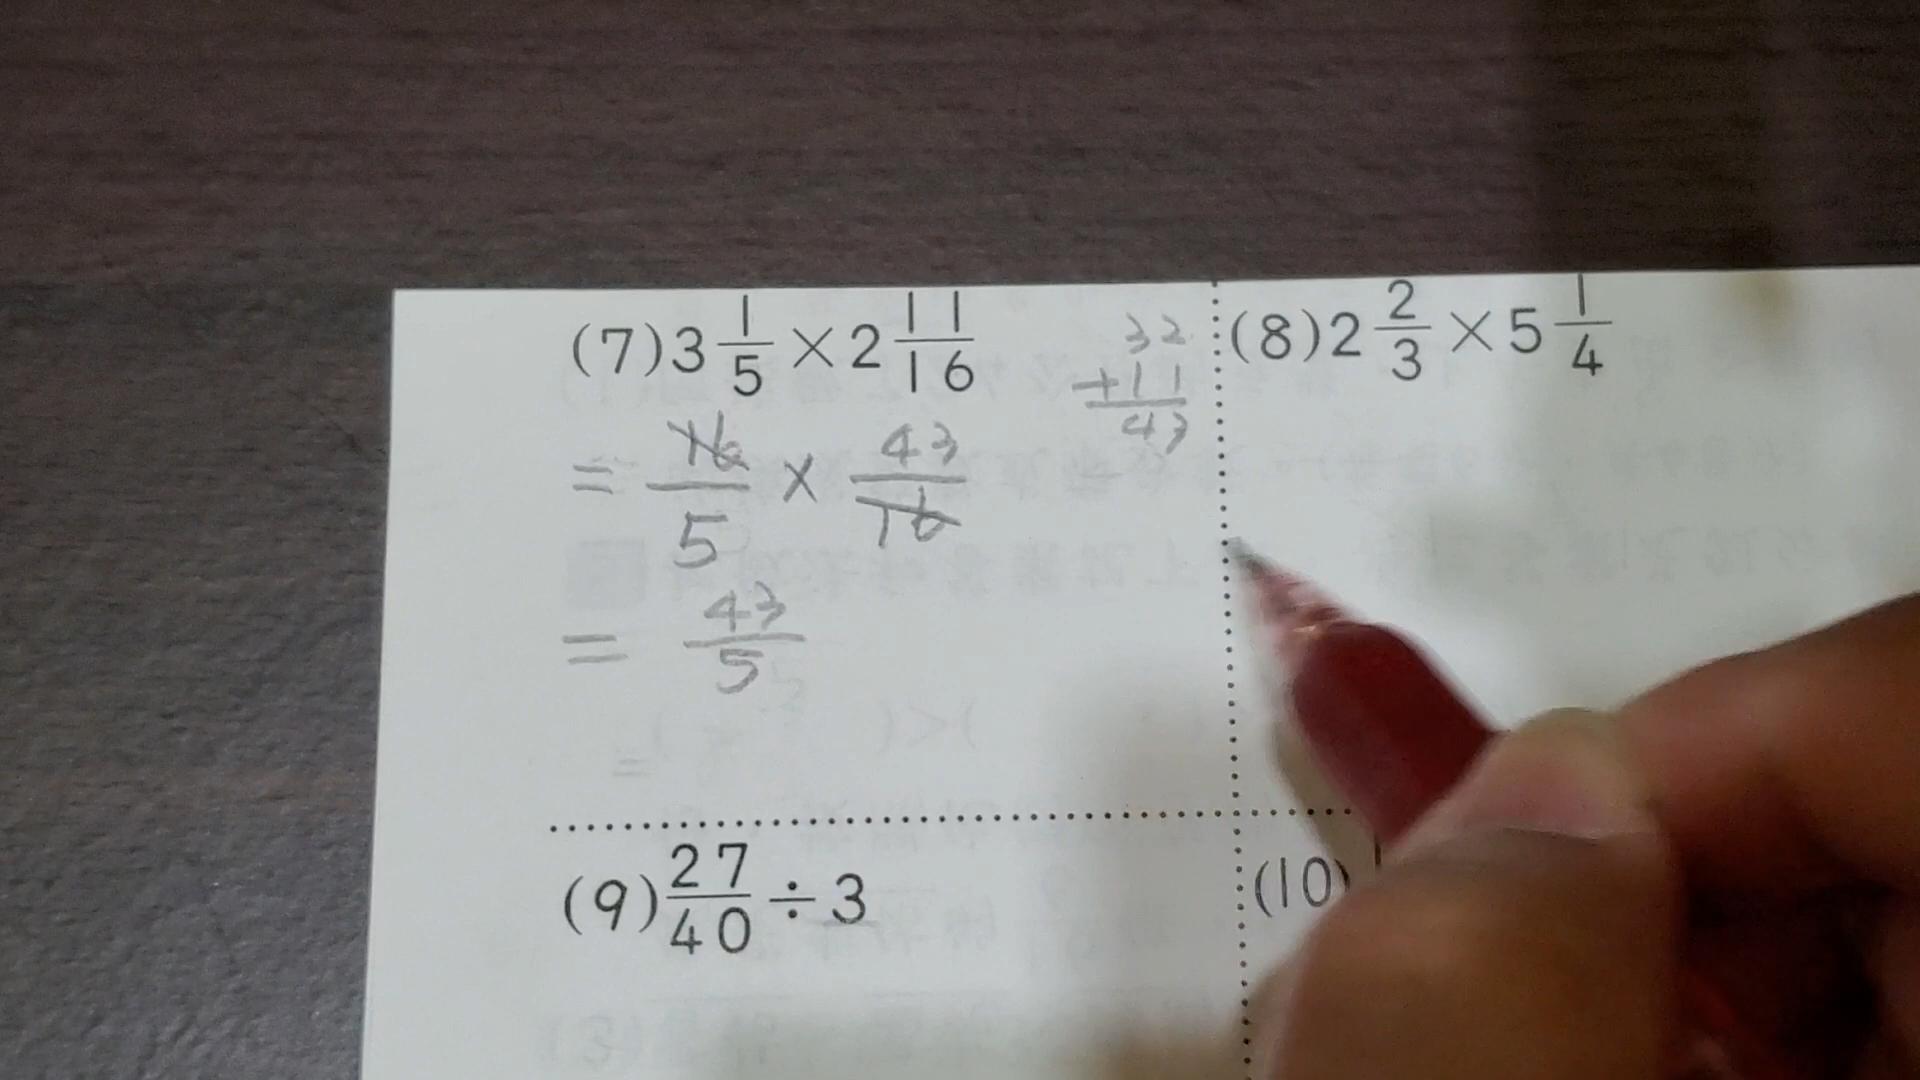 (7) 3 1/5 × 2 11/16
32
+11
43
= 16/5 × 43/16
= 43/5
(8) 2 2/3 × 5 1/4
(9) 27/40 ÷ 3
(10)